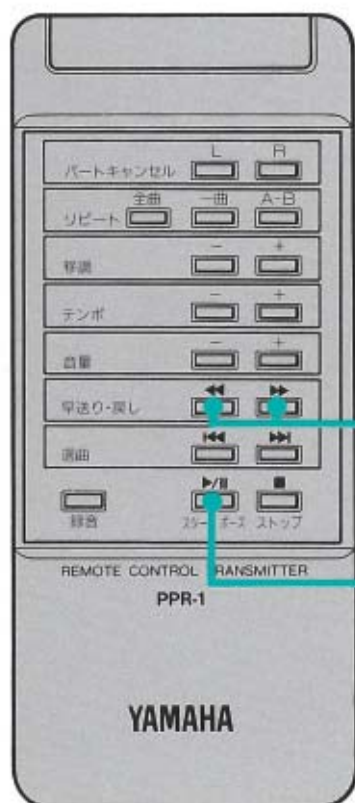 L R
パートキャンセル
全曲 一曲 A-B
リピート
− +
移調
− +
テンポ
− +
音量
◀◀ ▶▶
早送り・戻し
|◀◀ ▶▶|
選曲
▶/II ■
録音 スタート ポーズ ストップ
REMOTE CONTROL TRANSMITTER
PPR-1
YAMAHA